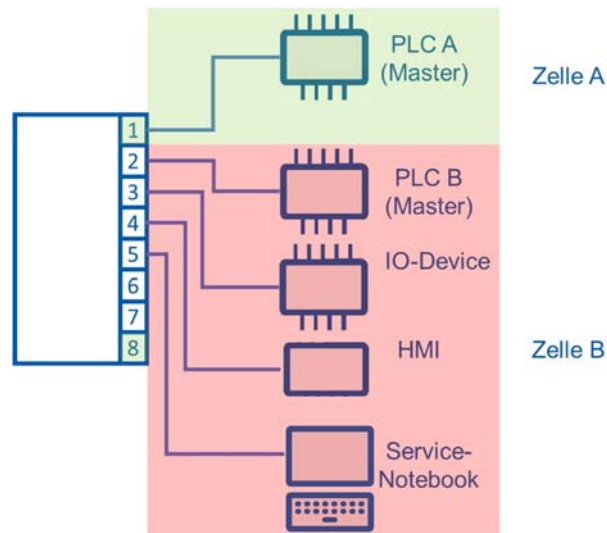 PLC A
(Master)
Zelle A
1
2
3
4
5
6
7
8
PLC B
(Master)
IO-Device
HMI
Zelle B
Service-
Notebook